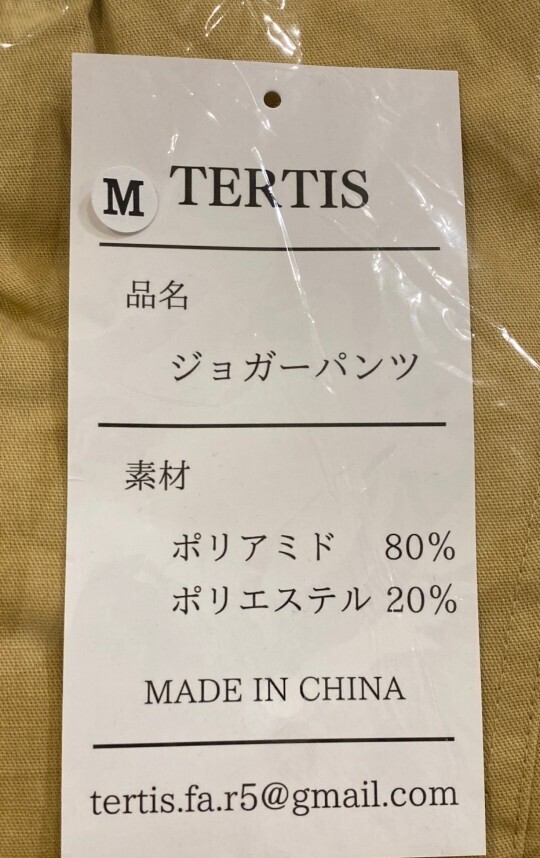 M TERTIS
品名
ジョガーパンツ
素材
ポリアミド 80%
ポリエステル 20%
MADE IN CHINA
tertis.fa.r5@gmail.com